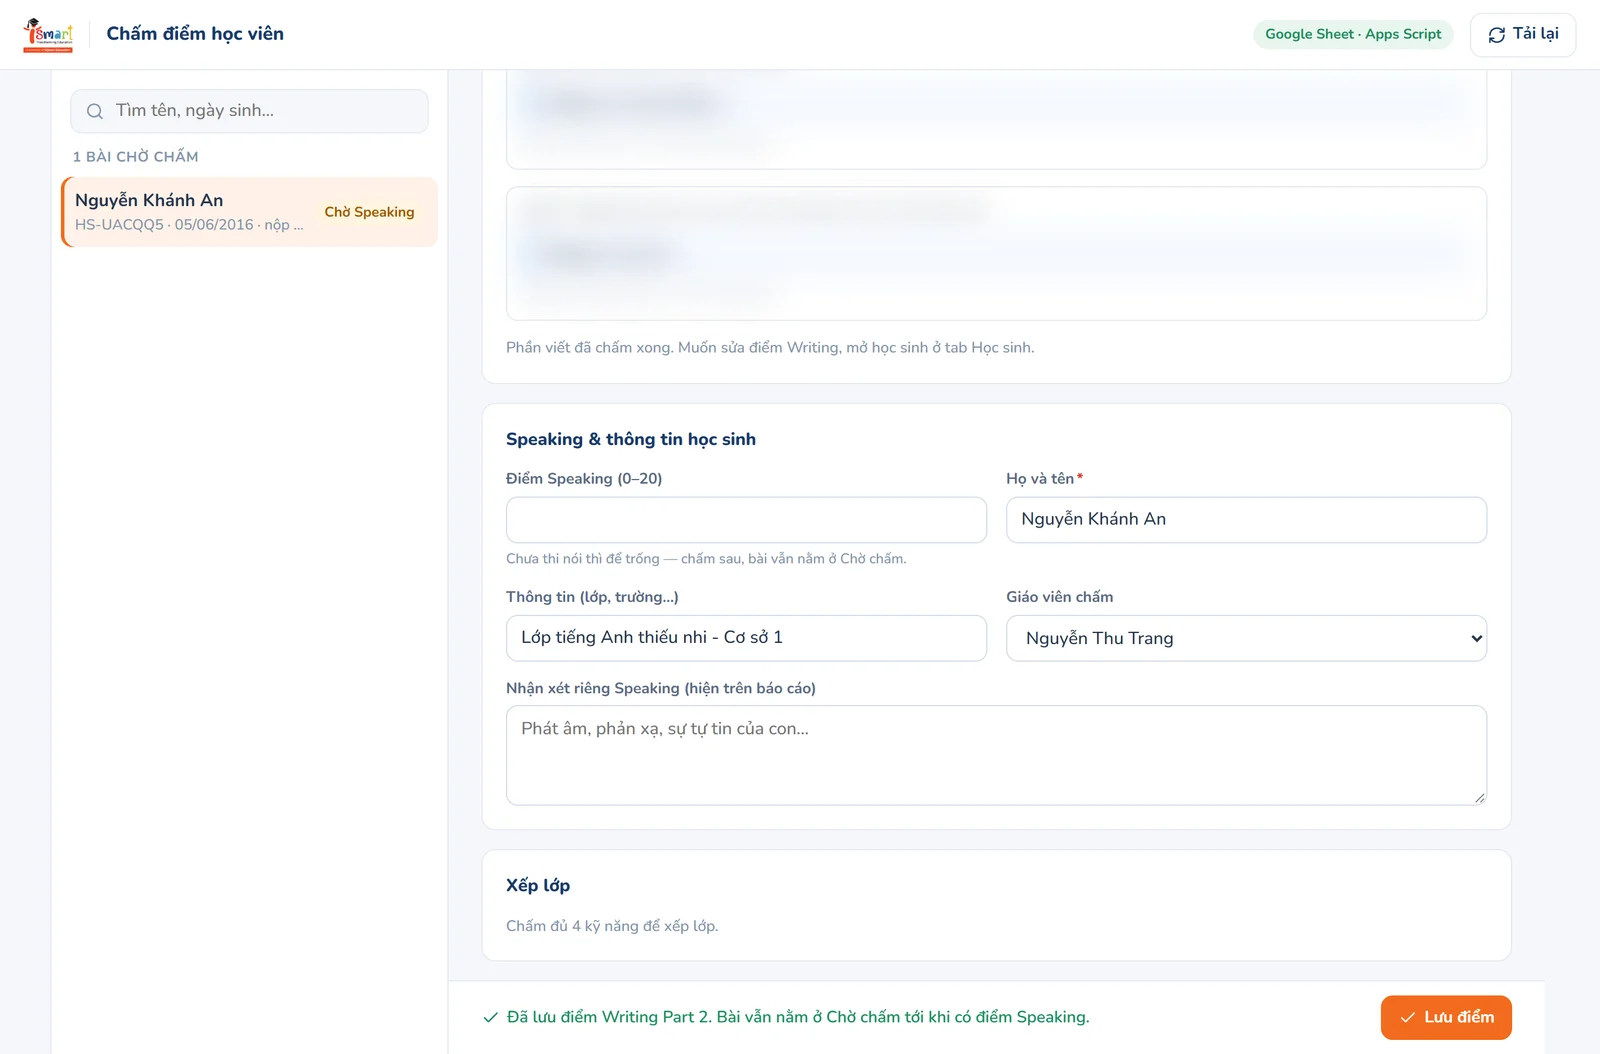 iSmart
Chấm điểm học viên
Google Sheet · Apps Script
Tải lại
Tìm tên, ngày sinh...
1 BÀI CHỜ CHẤM
Nguyễn Khánh An
HS-UACQQ5 · 05/06/2016 · nộp ...
Chờ Speaking
Phần viết đã chấm xong. Muốn sửa điểm Writing, mở học sinh ở tab Học sinh.
Speaking & thông tin học sinh
Điểm Speaking (0–20)
Họ và tên*
Nguyễn Khánh An
Chưa thi nói thì để trống — chấm sau, bài vẫn nằm ở Chờ chấm.
Thông tin (lớp, trường...)
Giáo viên chấm
Lớp tiếng Anh thiếu nhi - Cơ sở 1
Nguyễn Thu Trang
Nhận xét riêng Speaking (hiện trên báo cáo)
Phát âm, phản xạ, sự tự tin của con...
Xếp lớp
Chấm đủ 4 kỹ năng để xếp lớp.
Đã lưu điểm Writing Part 2. Bài vẫn nằm ở Chờ chấm tới khi có điểm Speaking.
Lưu điểm